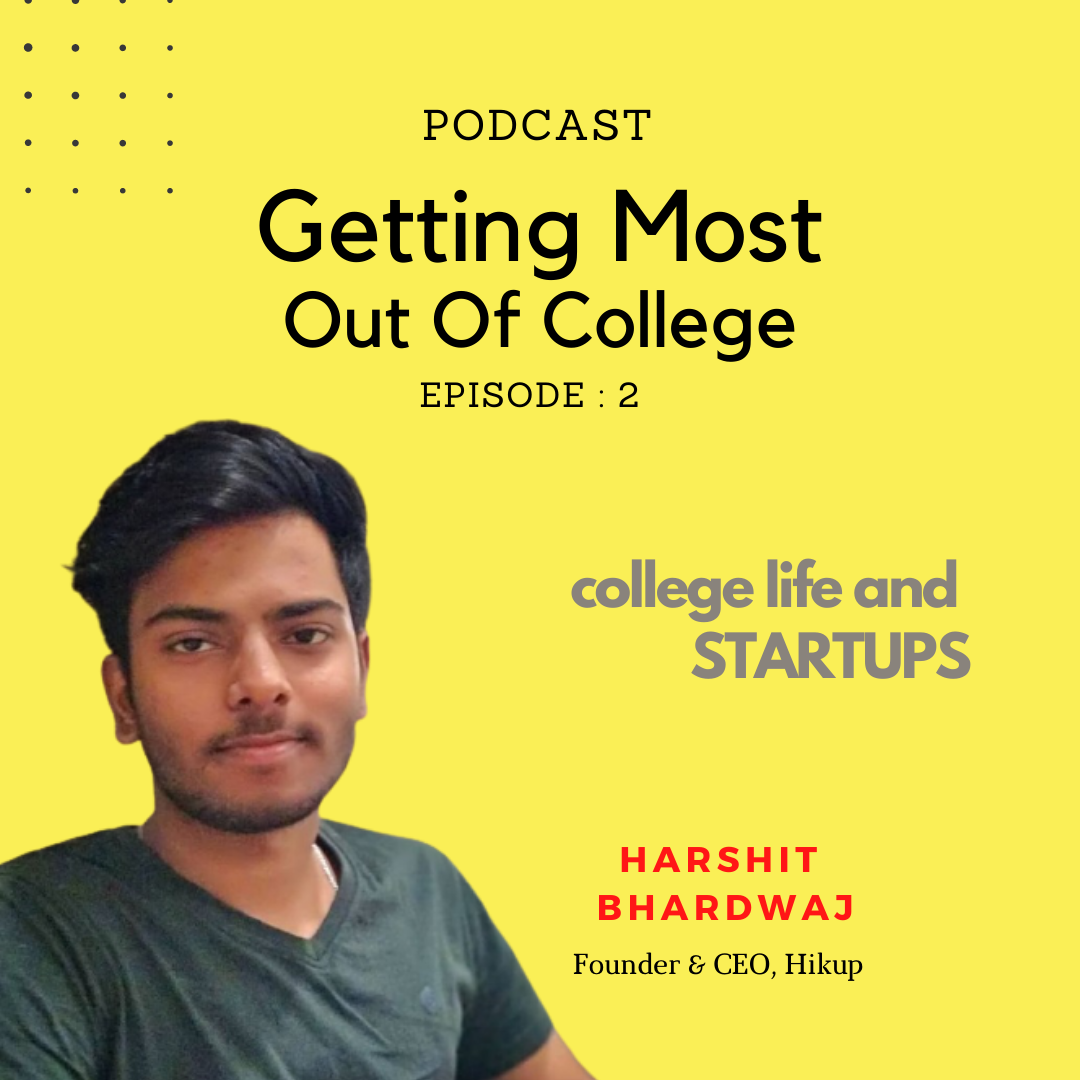 PODCAST
Getting Most
Out Of College
EPISODE : 2
college life and
STARTUPS
HARSHIT
BHARDWAJ
Founder & CEO, Hikup